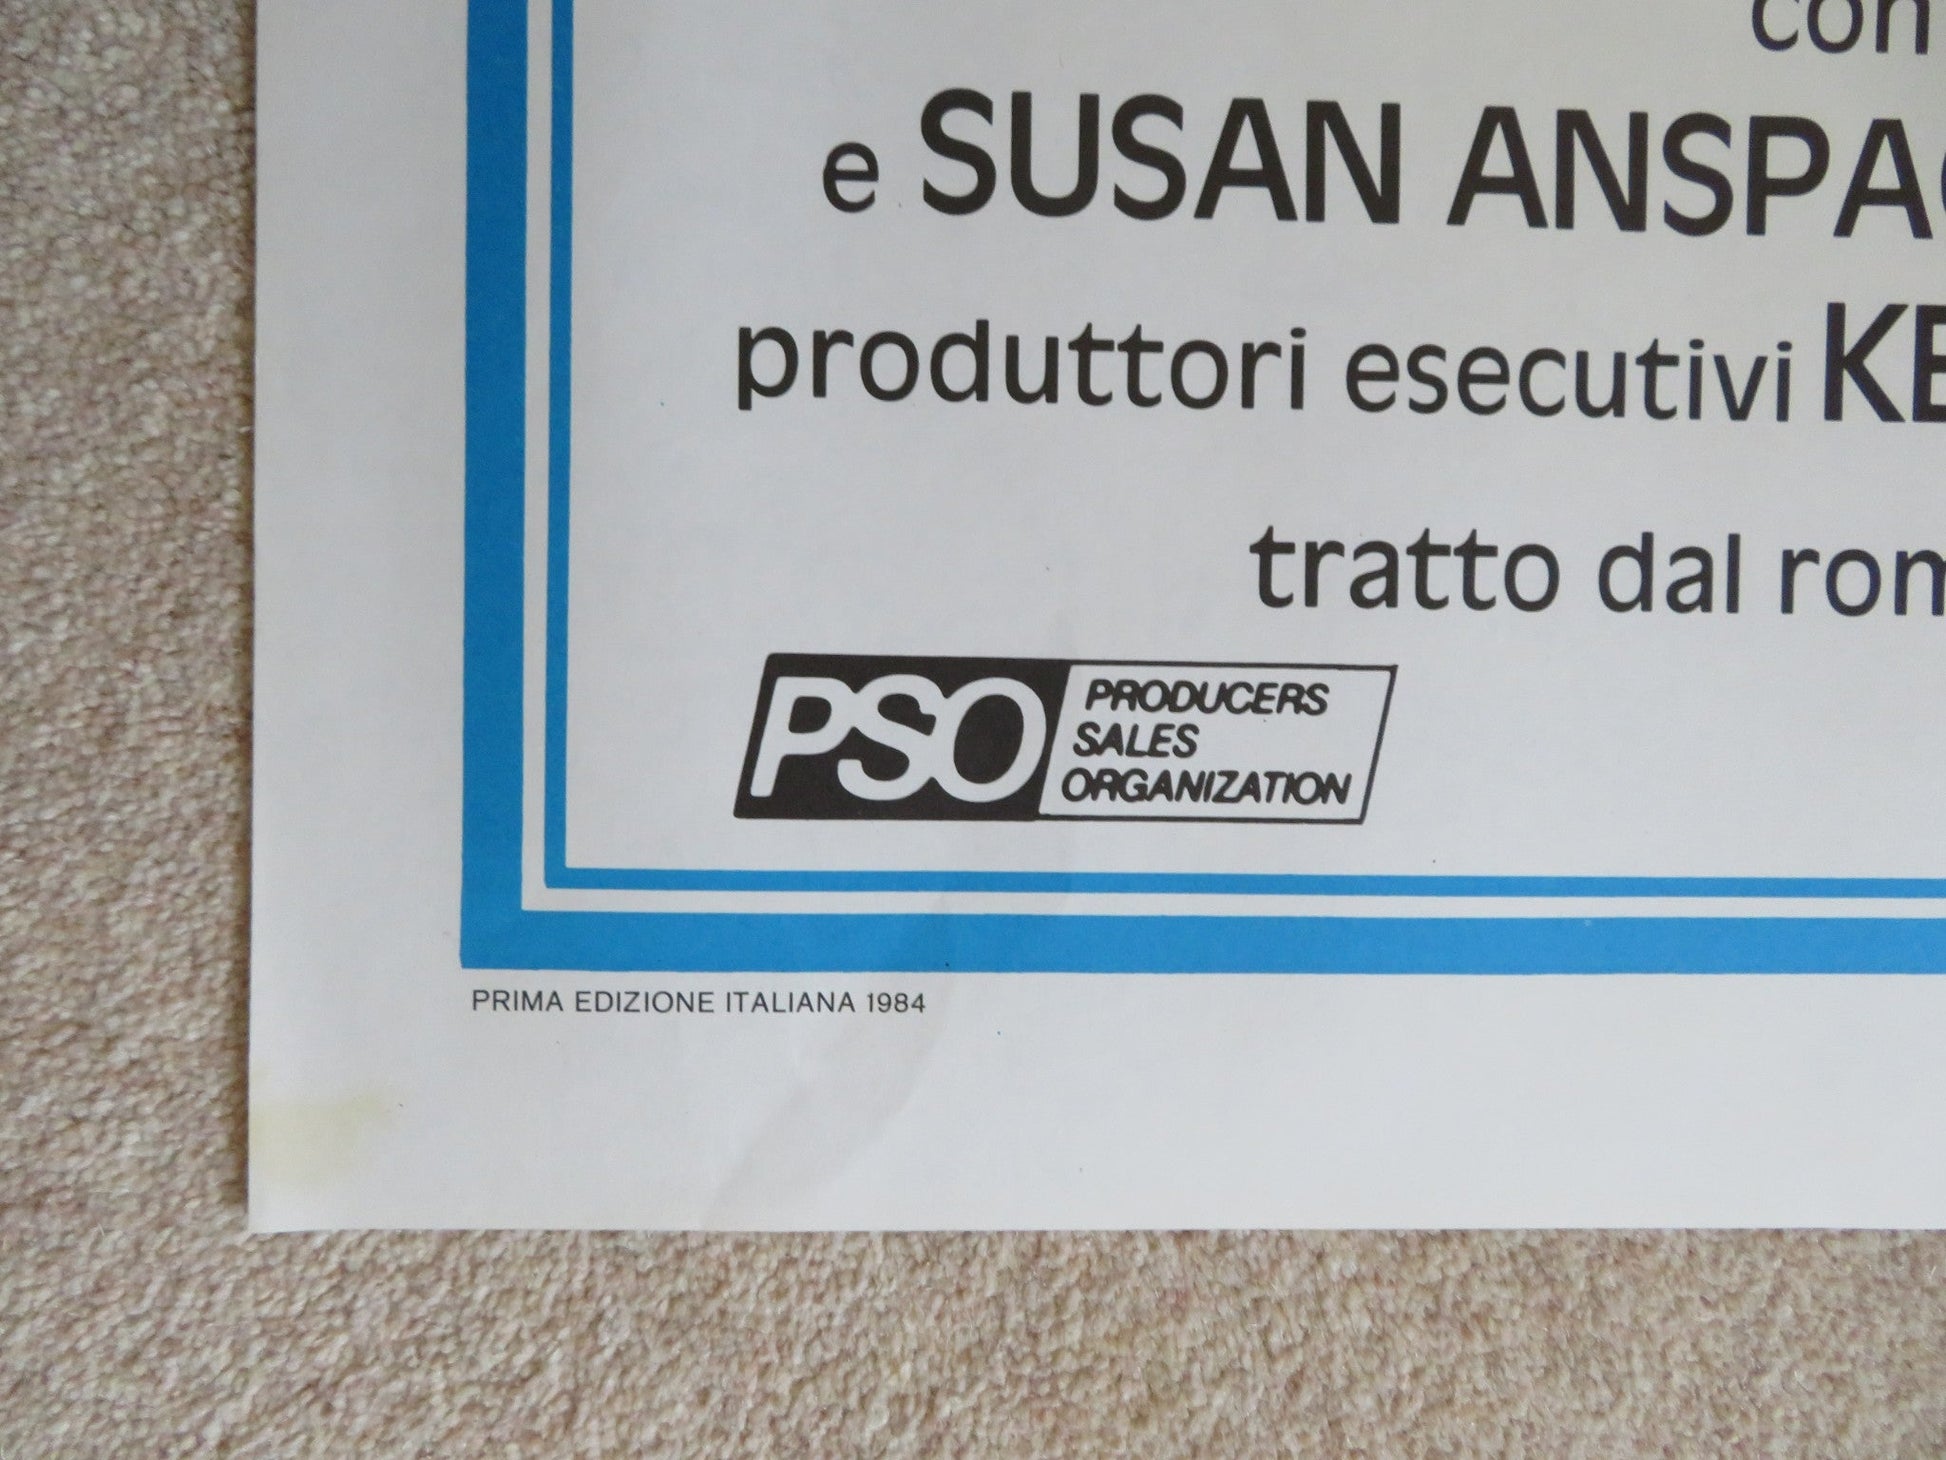 con
e SUSAN ANSPAC
produttori esecutivi KE
tratto dal rom
PSO PRODUCERS
SALES
ORGANIZATION
PRIMA EDIZIONE ITALIANA 1984